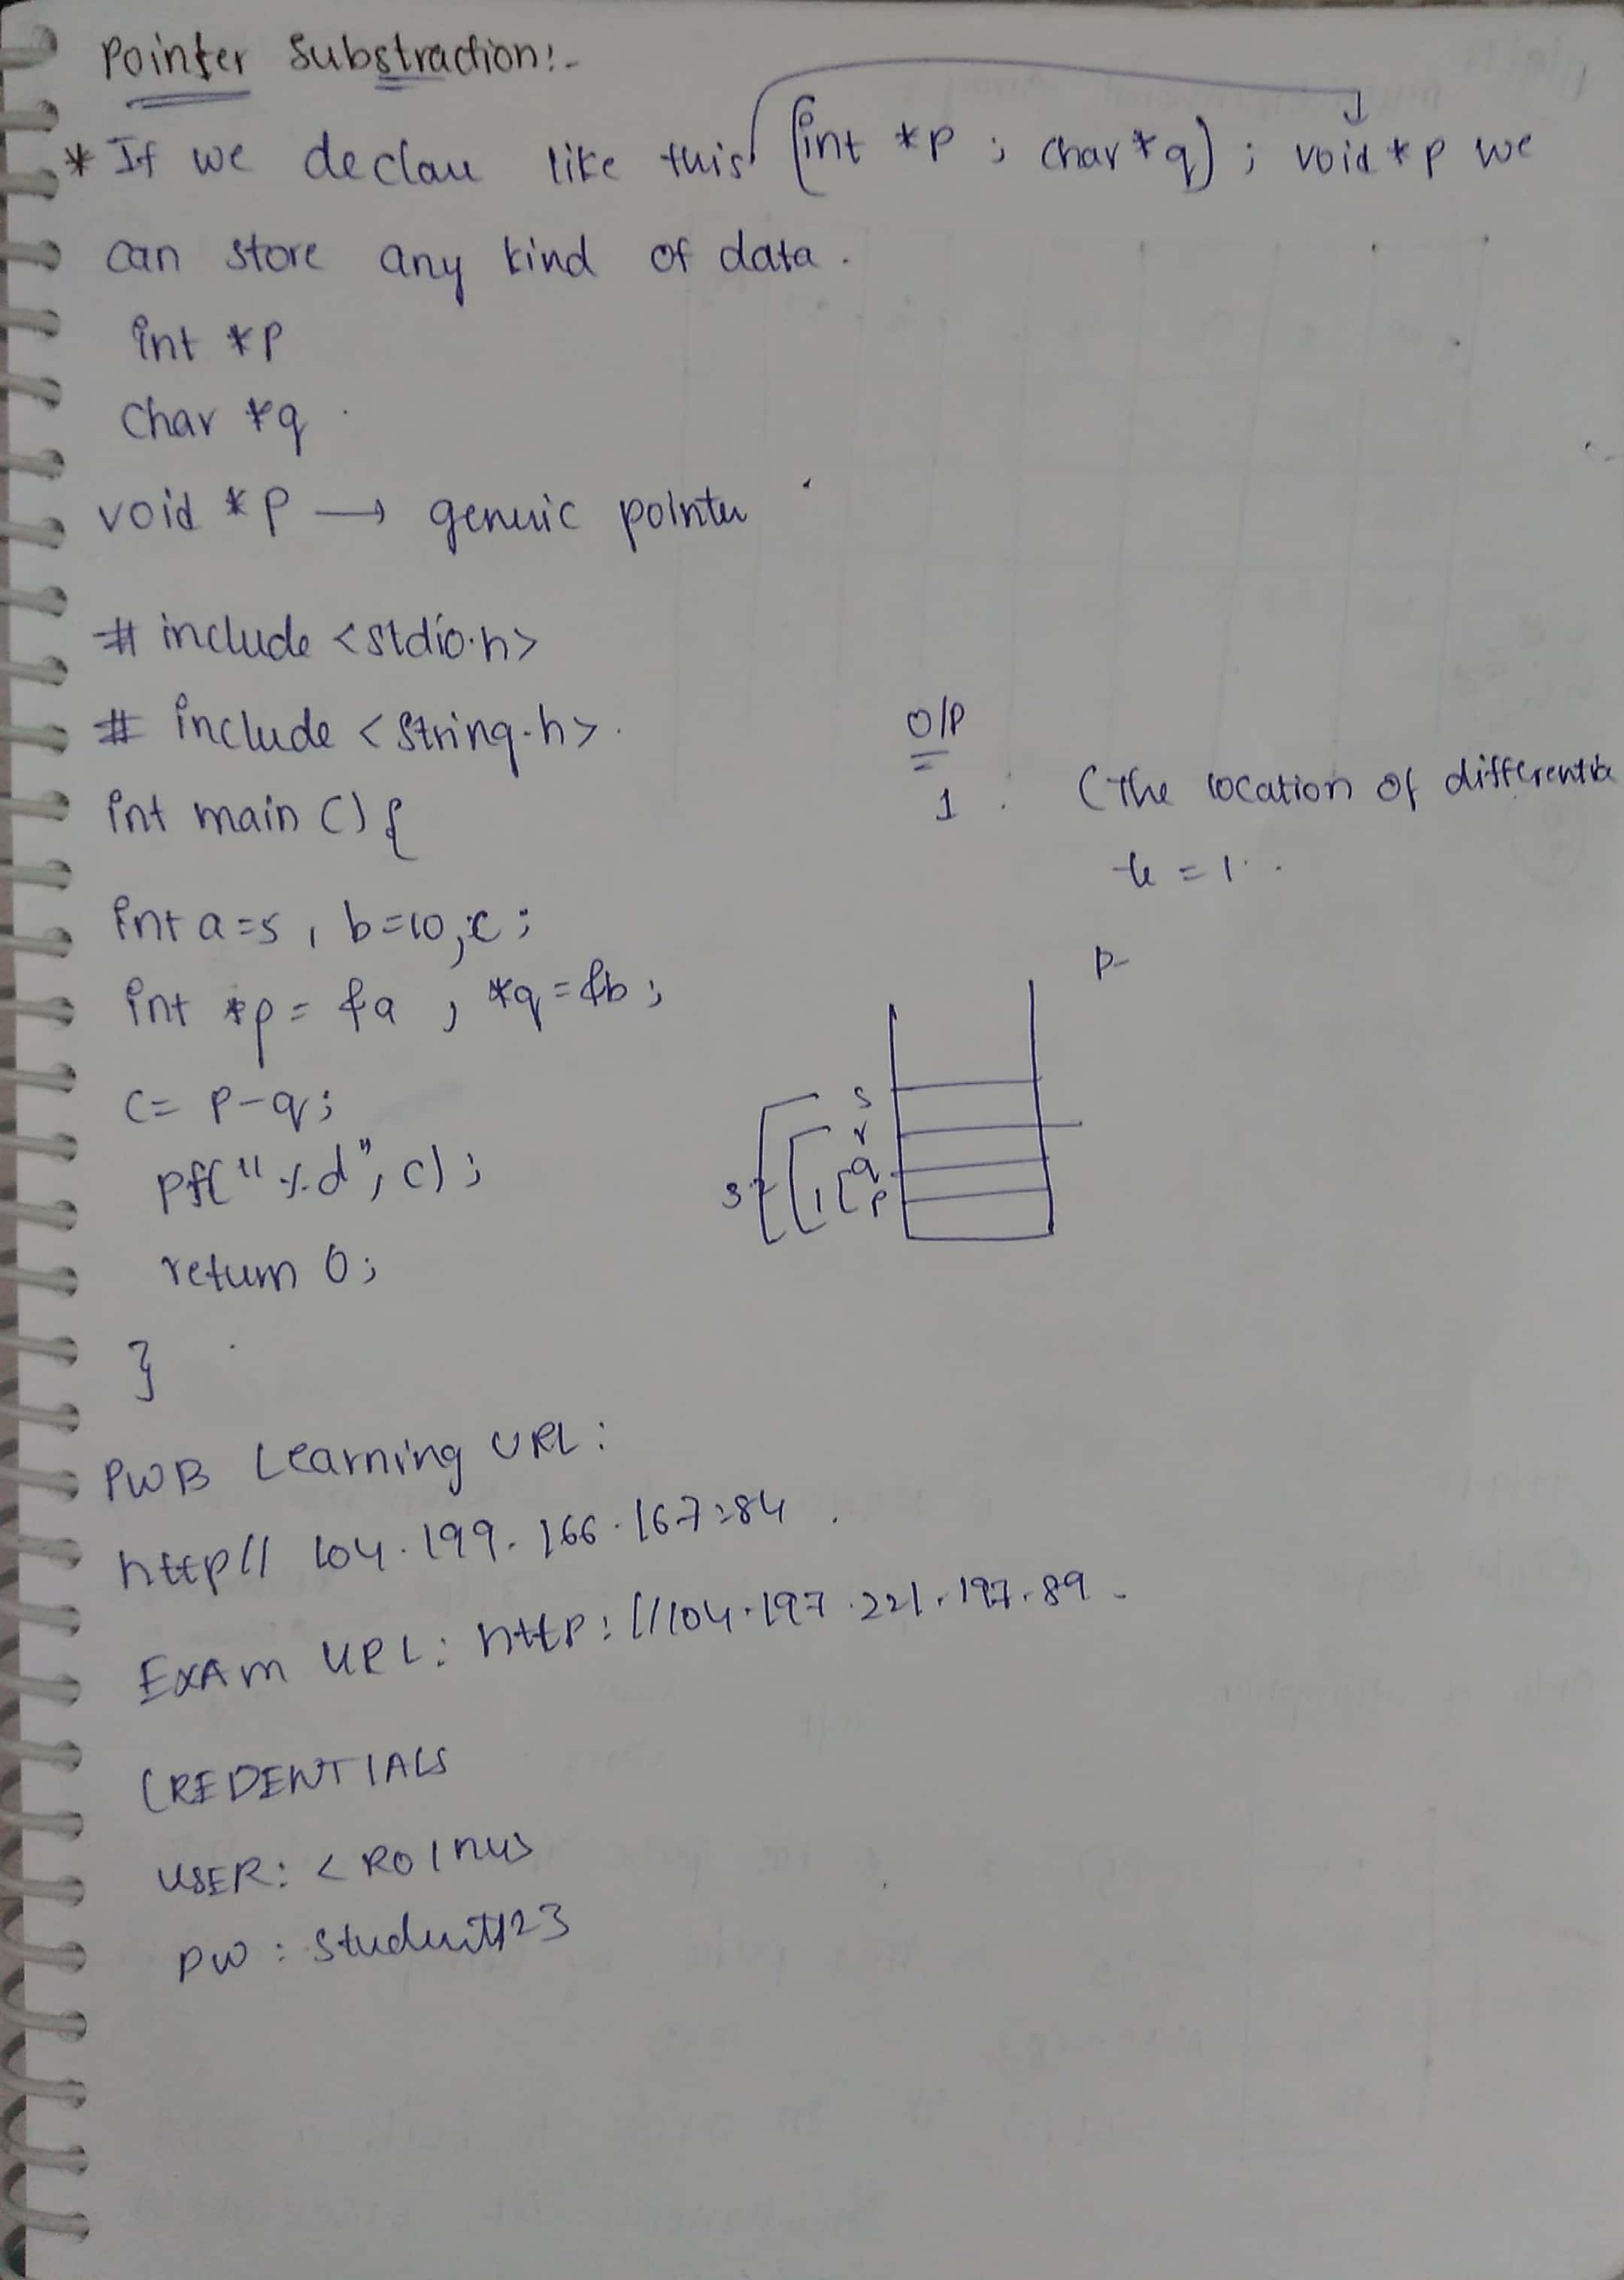 Pointer Substraction:-
* If we declare like this (int *p ; char *q) ; void *p we
can store any kind of data.
int *p
char *q
void *p → generic pointer
# include <stdio.h>
# include <string.h>
O/P
int main () {
1 (The location of
= 1
int a=5, b=10, c;
int *p = &a, *q = &b;
P-
c = p-q;
pf("%d", c);
s
r
q
p
3
1
return 0;
}
PWB Learning URL:
http// 104.199.166.167:84
EXAM URL: http://104.197.221.197.89
CREDENTIALS
USER: <Rolnu>
PW: Student123